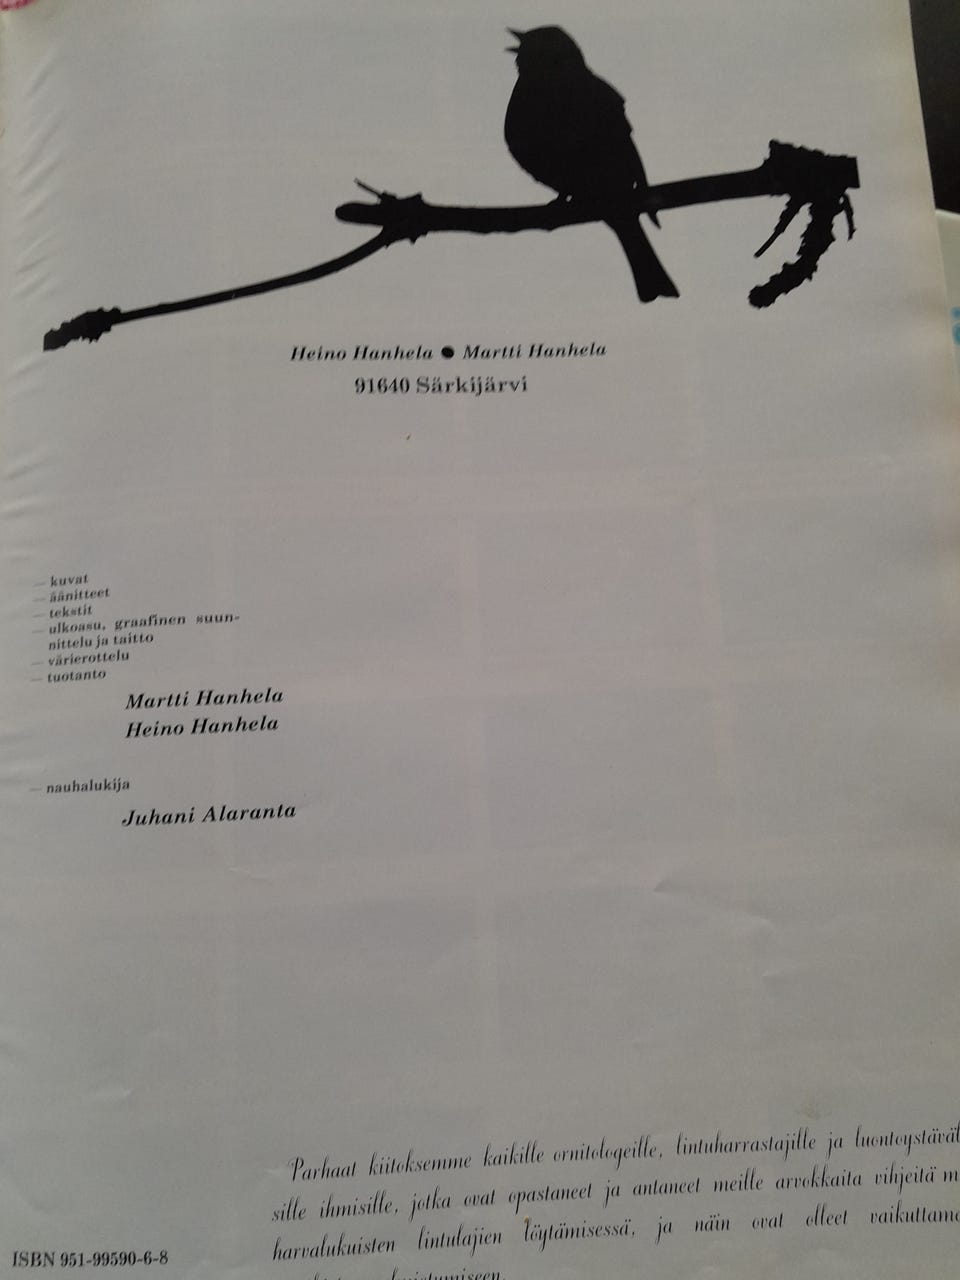 Heino Hanhela ● Martti Hanhela
91640 Särkijärvi
— kuvat
— äänitteet
— tekstit
— ulkoasu, graafinen suun-
nittelu ja taitto
— värierottelu
— tuotanto
Martti Hanhela
Heino Hanhela
— nauhalukija
Juhani Alaranta
Parhaat kiitoksemme kaikille ornitologeille, lintuharrastajille ja luontoystäväl
sille ihmisille, jotka ovat opastaneet ja antaneet meille arvokkaita vihjeitä m
harvalukuisten lintulajien löytämisessä, ja näin ovat olleet vaikuttam
ISBN 951-99590-6-8